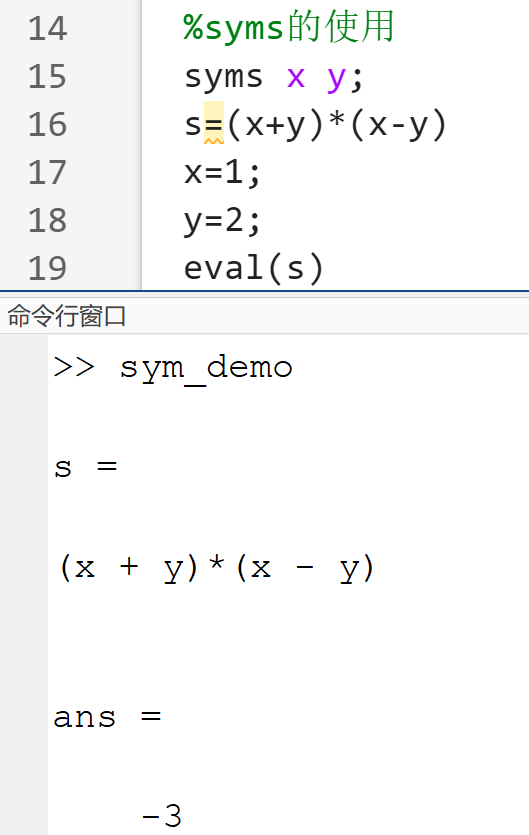 14 %syms的使用
15 syms x y;
16 s=(x+y)*(x-y)
17 x=1;
18 y=2;
19 eval(s)
命令行窗口
>> sym_demo
s =
(x + y)*(x - y)
ans =
-3